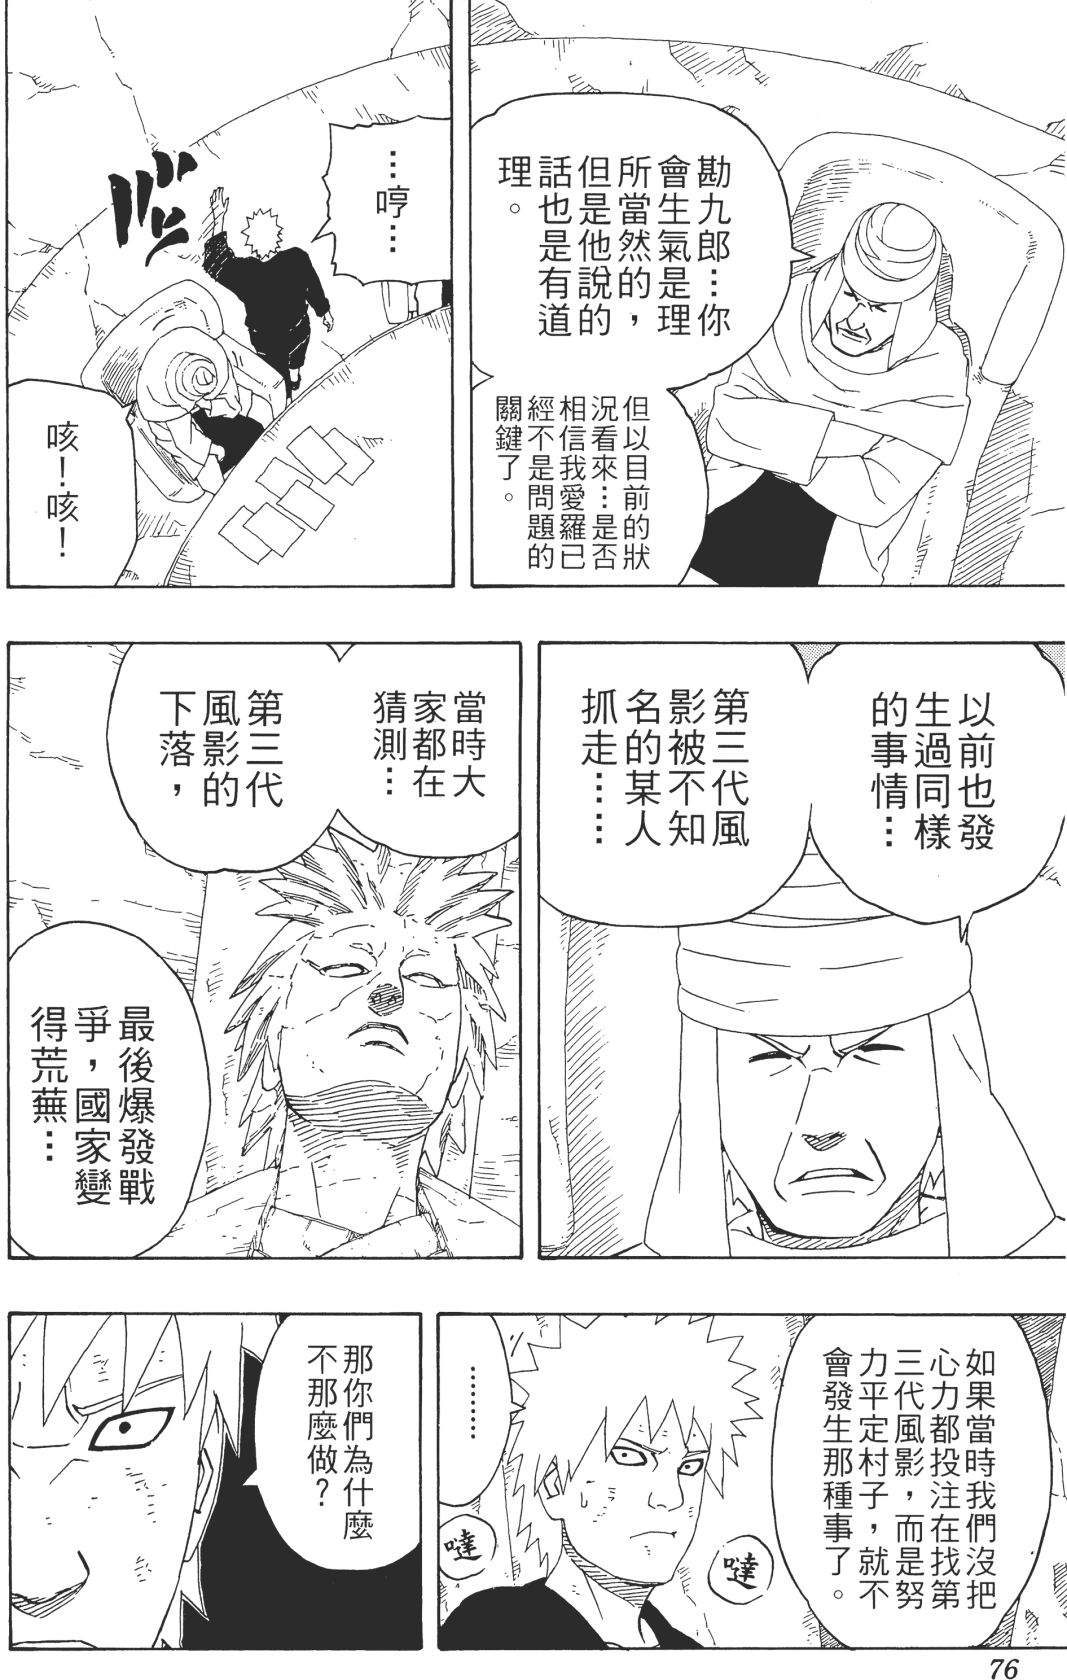 勘九郎…你
會生氣是理
所當然的，
但是他說的
話也是有道
理。
但以目前的狀
況看來…是否
相信我愛羅已
經不是問題的
關鍵了。
…哼…
咳！咳！
以前也發
生過同樣
的事情…
第三代風
影被不知
名的某人
抓走……
當時大
家都在
猜測…
第三代
風影的
下落，
最後爆發戰
爭，國家變
得荒蕪…
如果當時我們沒把
心力都投注在找第
三代風影，而是努
力平定村子，就不
會發生那種事了。
噠
………
噠
那你們為什麼
不那麼做？
76